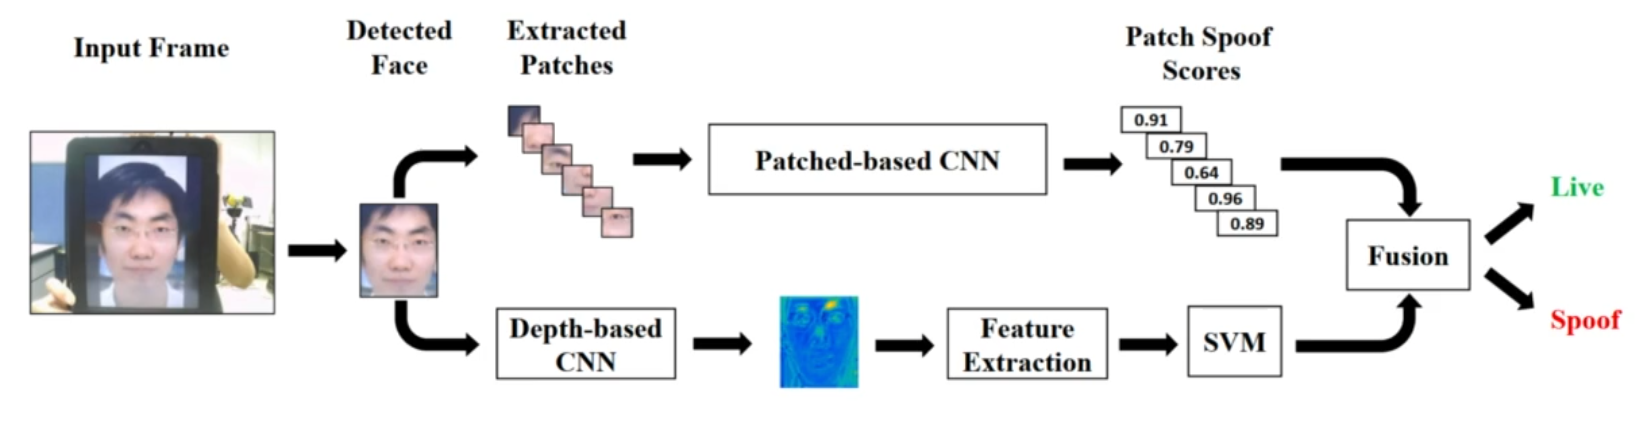 Input Frame
Detected
Face
Extracted
Patches
Patch Spoof
Scores
Patched-based CNN
0.91
0.79
0.64
0.96
0.89
Live
Fusion
Spoof
Depth-based
CNN
Feature
Extraction
SVM